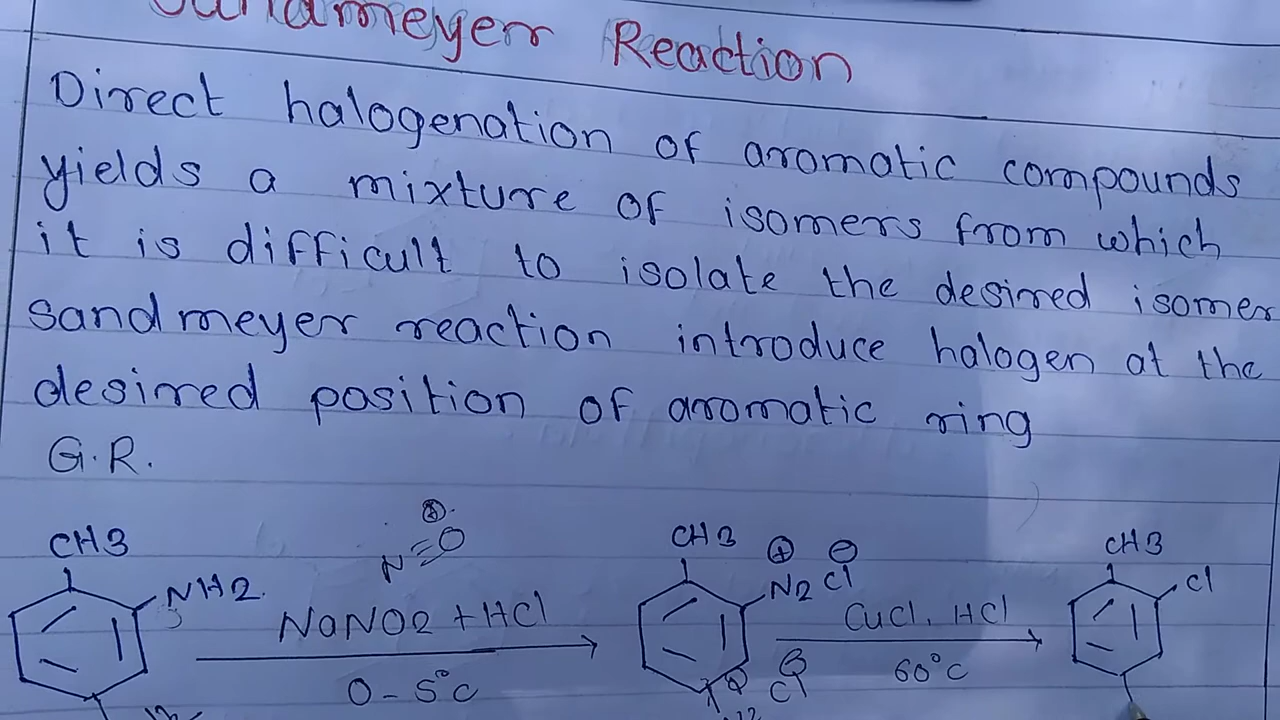 Sandmeyer Reaction
Direct halogenation of aromatic compounds
yields a mixture of isomers from which
it is difficult to isolate the desired isomer
sandmeyer reaction introduce halogen at the
desired position of aromatic ring
G.R.
N≡O ⊕
CH3 CH3 ⊕ ⊖ CH3
NH2 N2 Cl Cl
NaNO2 + HCl CuCl, HCl
0-5°C ⊕ ⊖ Cl 60°C